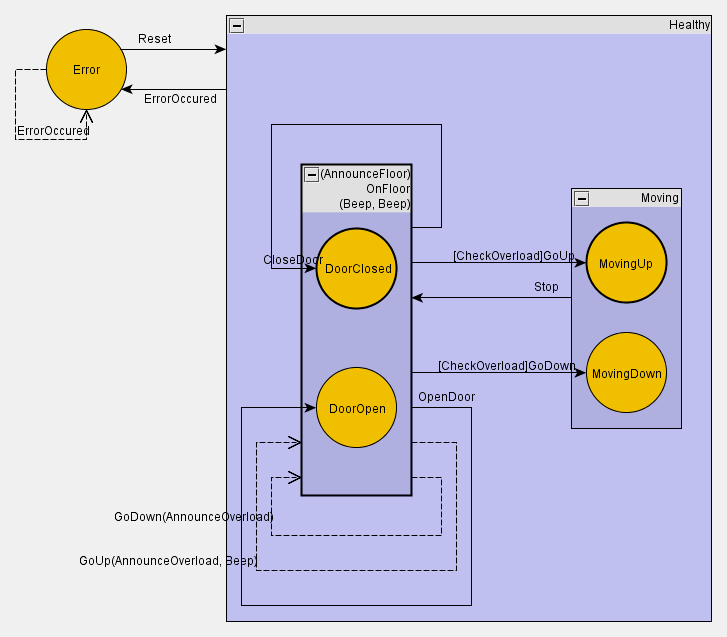 Healthy
Reset
Error
ErrorOccured
ErrorOccured
(AnnounceFloor)
OnFloor
(Beep, Beep)
Moving
CloseDoor
DoorClosed
[CheckOverload]GoUp
MovingUp
Stop
[CheckOverload]GoDown
MovingDown
OpenDoor
DoorOpen
GoDown(AnnounceOverload)
GoUp(AnnounceOverload, Beep)